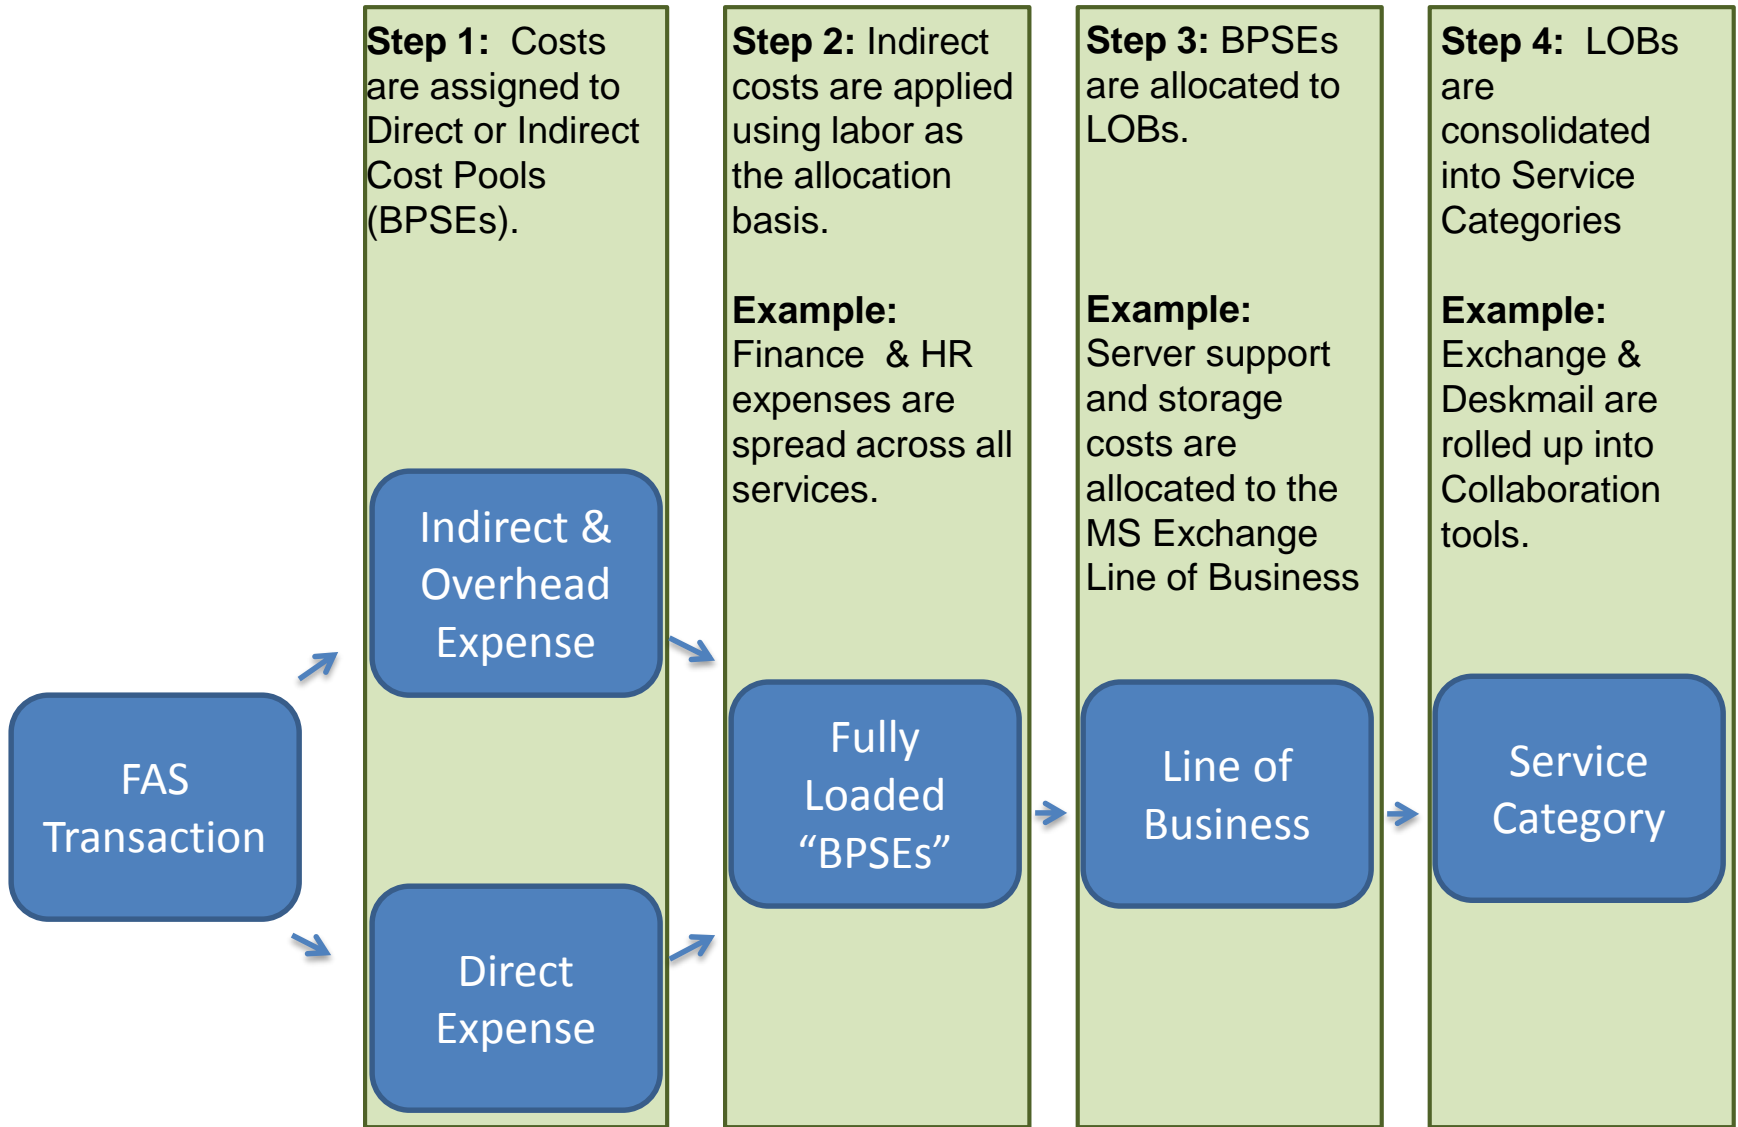 Step 1:  Costs
are assigned to
Direct or Indirect
Cost Pools
(BPSEs).
Step 2: Indirect
costs are applied
using labor as
the allocation
basis.
Example:
Finance  & HR
expenses are
spread across all
services.
Step 3: BPSEs
are allocated to
LOBs.
Example:
Server support
and storage
costs are
allocated to the
MS Exchange
Line of Business
Step 4:  LOBs
are
consolidated
into Service
Categories
Example:
Exchange &
Deskmail are
rolled up into
Collaboration
tools.
FAS
Transaction
Indirect &
Overhead
Expense
Direct
Expense
Fully
Loaded
“BPSEs”
Line of
Business
Service
Category